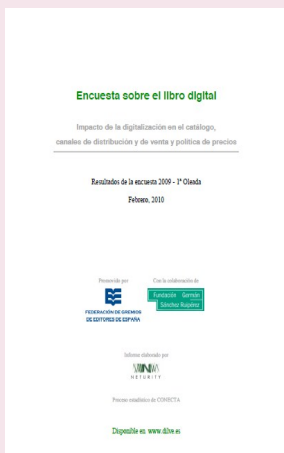 Encuesta sobre el libro digital
Impacto de la digitalización en el catálogo,
canales de distribución y de venta y política de precios
Resultados de la encuesta 2009 - 1ª Oleada
Febrero, 2010
Promovido por
Con la colaboración de
FEDERACIÓN DE GREMIOS
DE EDITORES DE ESPAÑA
Fundación Germán
Sánchez Ruipérez
Informe elaborado por
NETURITY
Proceso estadístico de CONECTA
Disponible en www.dilve.es